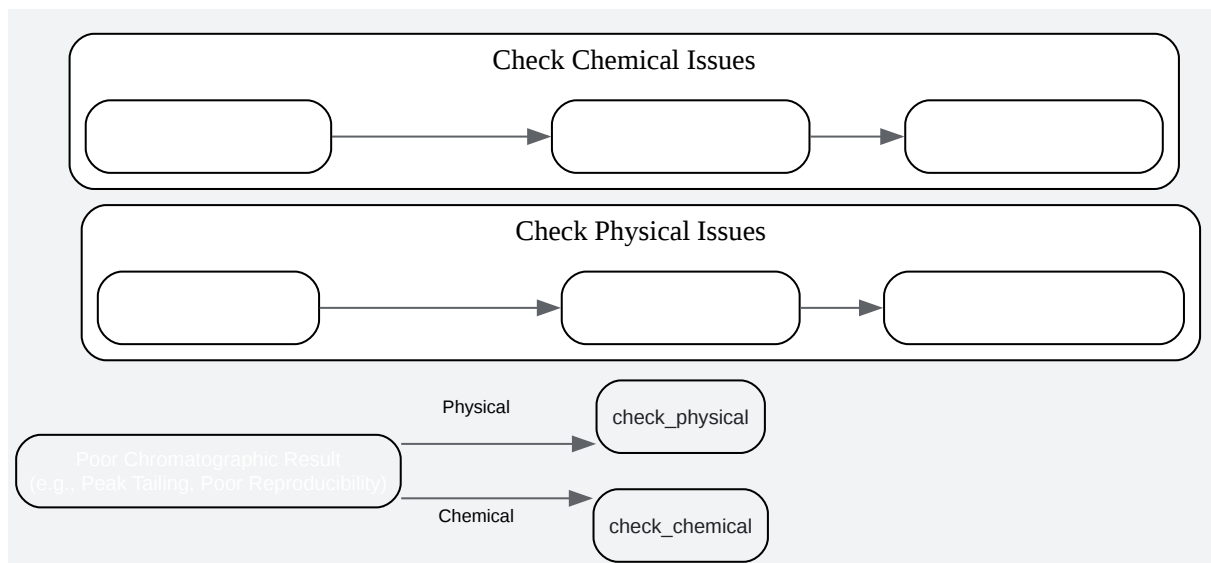 Check Chemical Issues
Check Physical Issues
Physical
check_physical
Poor Chromatographic Result
(e.g., Peak Tailing, Poor Reproducibility)
Chemical
check_chemical